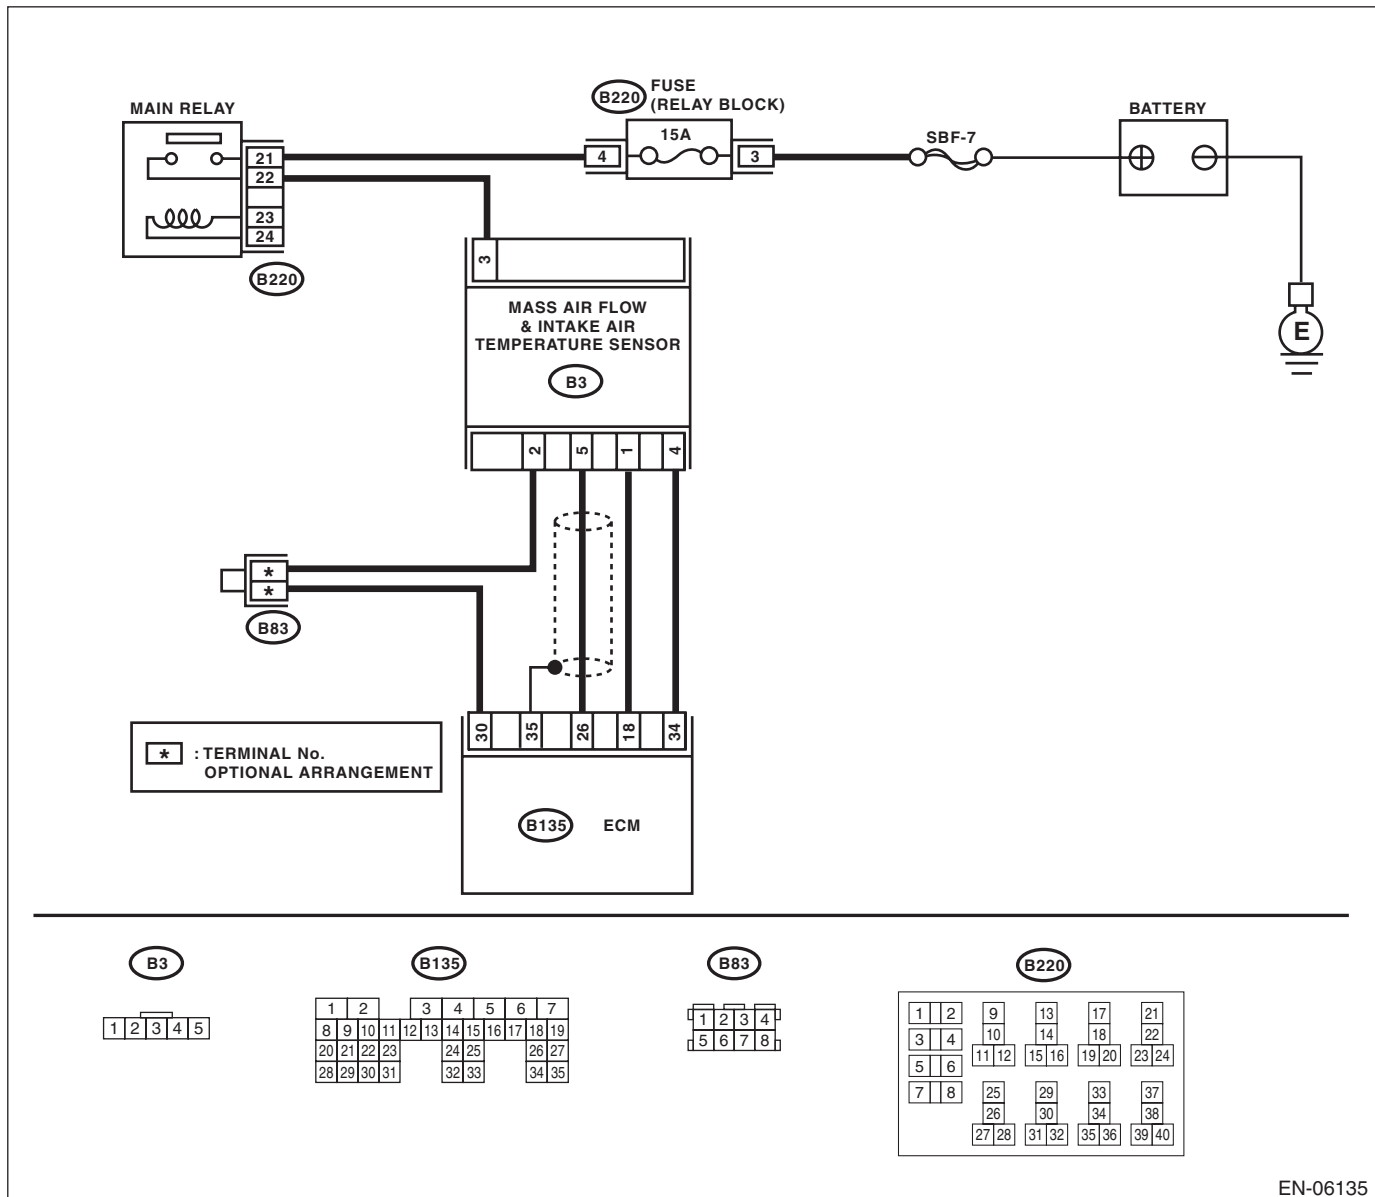 B220 FUSE
(RELAY BLOCK)
MAIN RELAY
BATTERY
15A
SBF-7
21
22
23
24
4
3
B220
E
3
MASS AIR FLOW
& INTAKE AIR
TEMPERATURE SENSOR
B3
2 5 1 4
*
*
B83
30 35 26 18 34
* : TERMINAL No.
OPTIONAL ARRANGEMENT
B135 ECM
B3
1 2 3 4 5
B135
1 2 3 4 5 6 7
8 9 10 11 12 13 14 15 16 17 18 19
20 21 22 23 24 25 26 27
28 29 30 31 32 33 34 35
B83
1 2 3 4
5 6 7 8
B220
1 2 9 13 17 21
3 4 10 14 18 22
11 12 15 16 19 20 23 24
5 6
7 8 25 29 33 37
26 30 34 38
27 28 31 32 35 36 39 40
EN-06135